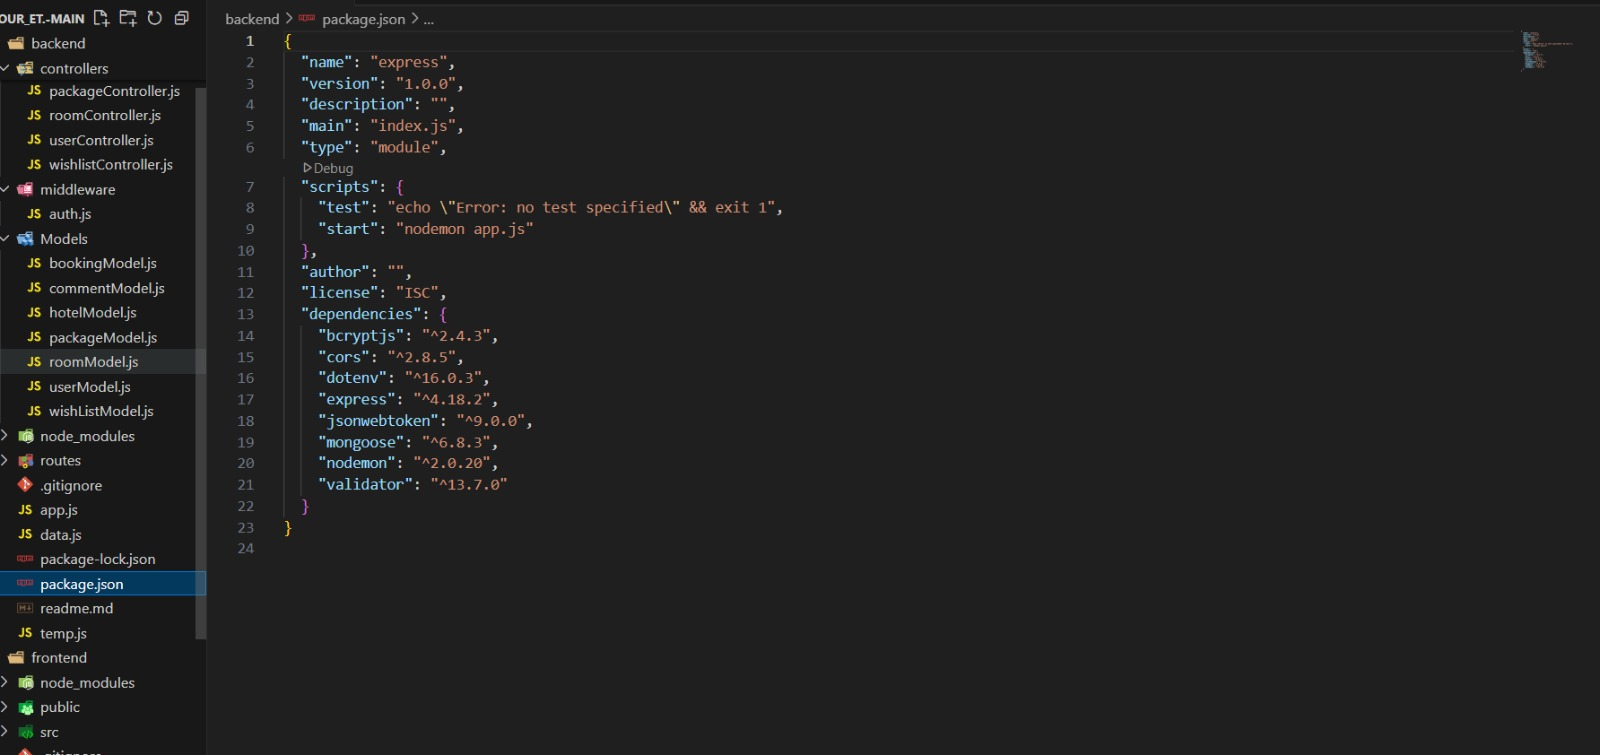 OUR_ET.-MAIN
backend
controllers
packageController.js
roomController.js
userController.js
wishlistController.js
middleware
auth.js
Models
bookingModel.js
commentModel.js
hotelModel.js
packageModel.js
roomModel.js
userModel.js
wishListModel.js
node_modules
routes
.gitignore
app.js
data.js
package-lock.json
package.json
readme.md
temp.js
frontend
node_modules
public
src
.gitignore
backend > package.json > ...
1 {
2 "name": "express",
3 "version": "1.0.0",
4 "description": "",
5 "main": "index.js",
6 "type": "module",
Debug
7 "scripts": {
8 "test": "echo \"Error: no test specified\" && exit 1",
9 "start": "nodemon app.js"
10 },
11 "author": "",
12 "license": "ISC",
13 "dependencies": {
14 "bcryptjs": "^2.4.3",
15 "cors": "^2.8.5",
16 "dotenv": "^16.0.3",
17 "express": "^4.18.2",
18 "jsonwebtoken": "^9.0.0",
19 "mongoose": "^6.8.3",
20 "nodemon": "^2.0.20",
21 "validator": "^13.7.0"
22 }
23 }
24